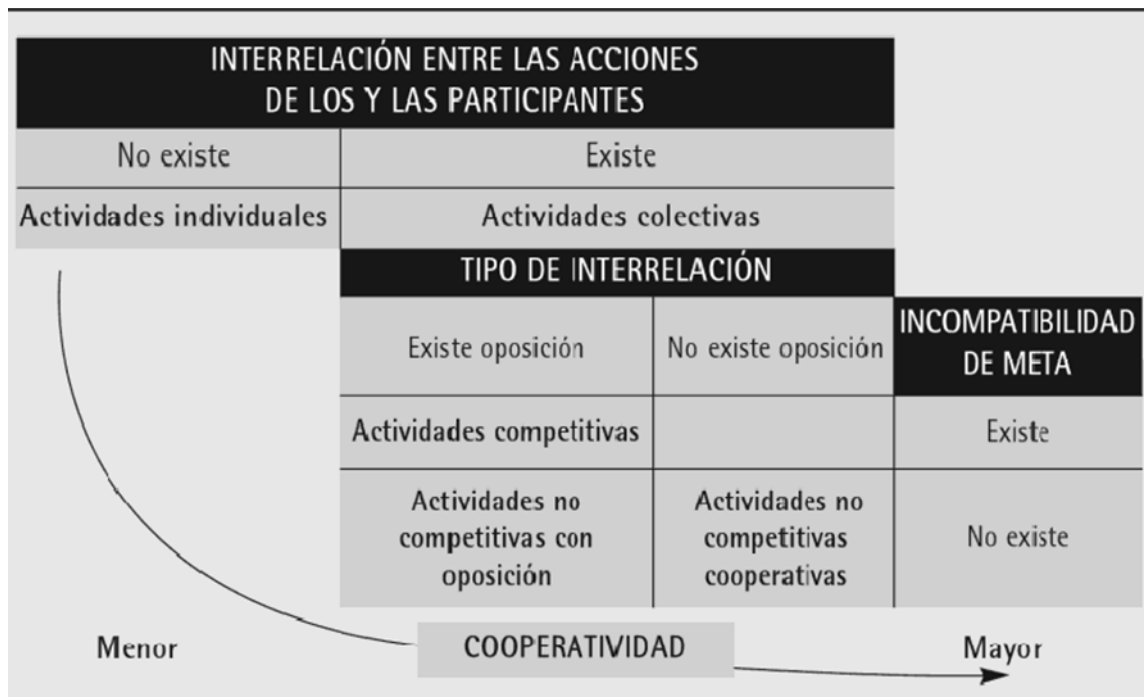 INTERRELACIÓN ENTRE LAS ACCIONES
DE LOS Y LAS PARTICIPANTES
No existe
Existe
Actividades individuales
Actividades colectivas
TIPO DE INTERRELACIÓN
Existe oposición
No existe oposición
INCOMPATIBILIDAD
DE META
Actividades competitivas
Existe
Actividades no
competitivas con
oposición
Actividades no
competitivas
cooperativas
No existe
Menor
COOPERATIVIDAD
Mayor